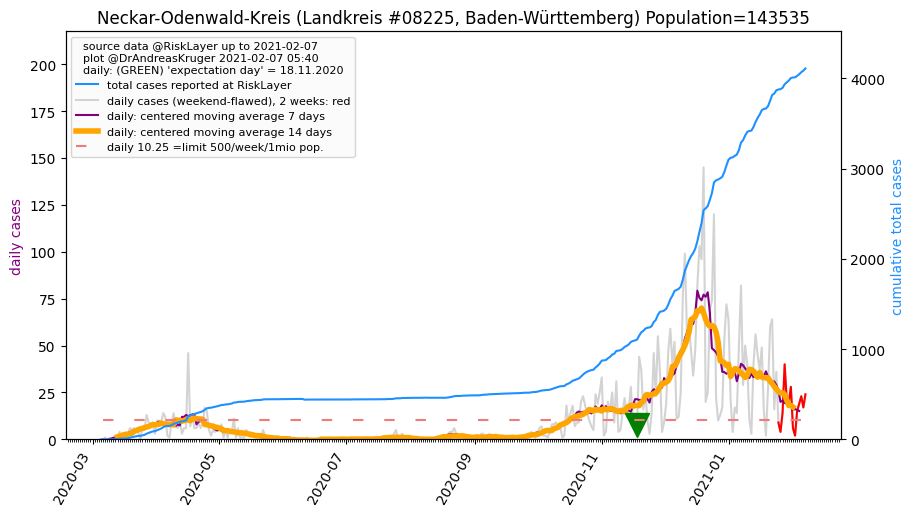 Neckar-Odenwald-Kreis (Landkreis #08225, Baden-Württemberg) Population=143535
source data @RiskLayer up to 2021-02-07
plot @DrAndreasKruger 2021-02-07 05:40
daily: (GREEN) 'expectation day' = 18.11.2020
total cases reported at RiskLayer
daily cases (weekend-flawed), 2 weeks: red
daily: centered moving average 7 days
daily: centered moving average 14 days
daily 10.25 =limit 500/week/1mio pop.
daily cases
200
175
150
125
100
75
50
25
0
4000
3000
2000
1000
0
cumulative total cases
2020-03
2020-05
2020-07
2020-09
2020-11
2021-01